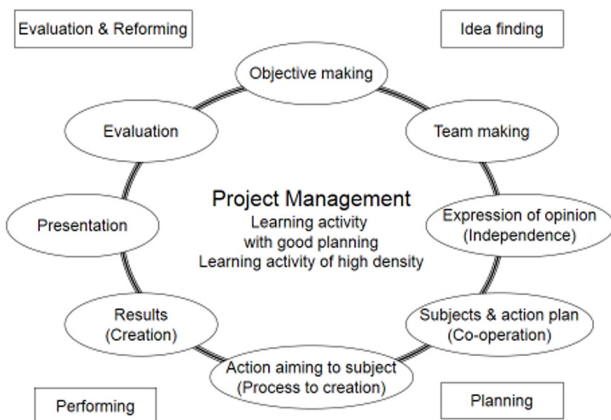 Evaluation & Reforming
Idea finding
Objective making
Evaluation
Team making
Project Management
Learning activity
with good planning
Learning activity of high density
Presentation
Expression of opinion
(Independence)
Results
(Creation)
Subjects & action plan
(Co-operation)
Action aiming to subject
(Process to creation)
Performing
Planning